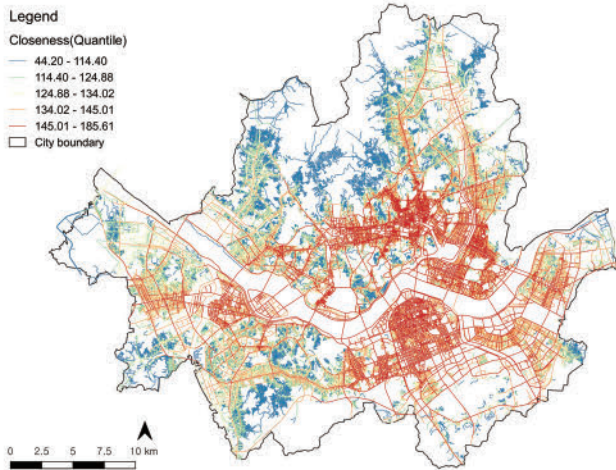 Legend
Closeness(Quantile)
44.20 - 114.40
114.40 - 124.88
124.88 - 134.02
134.02 - 145.01
145.01 - 185.61
City boundary
0 2.5 5 7.5 10 km